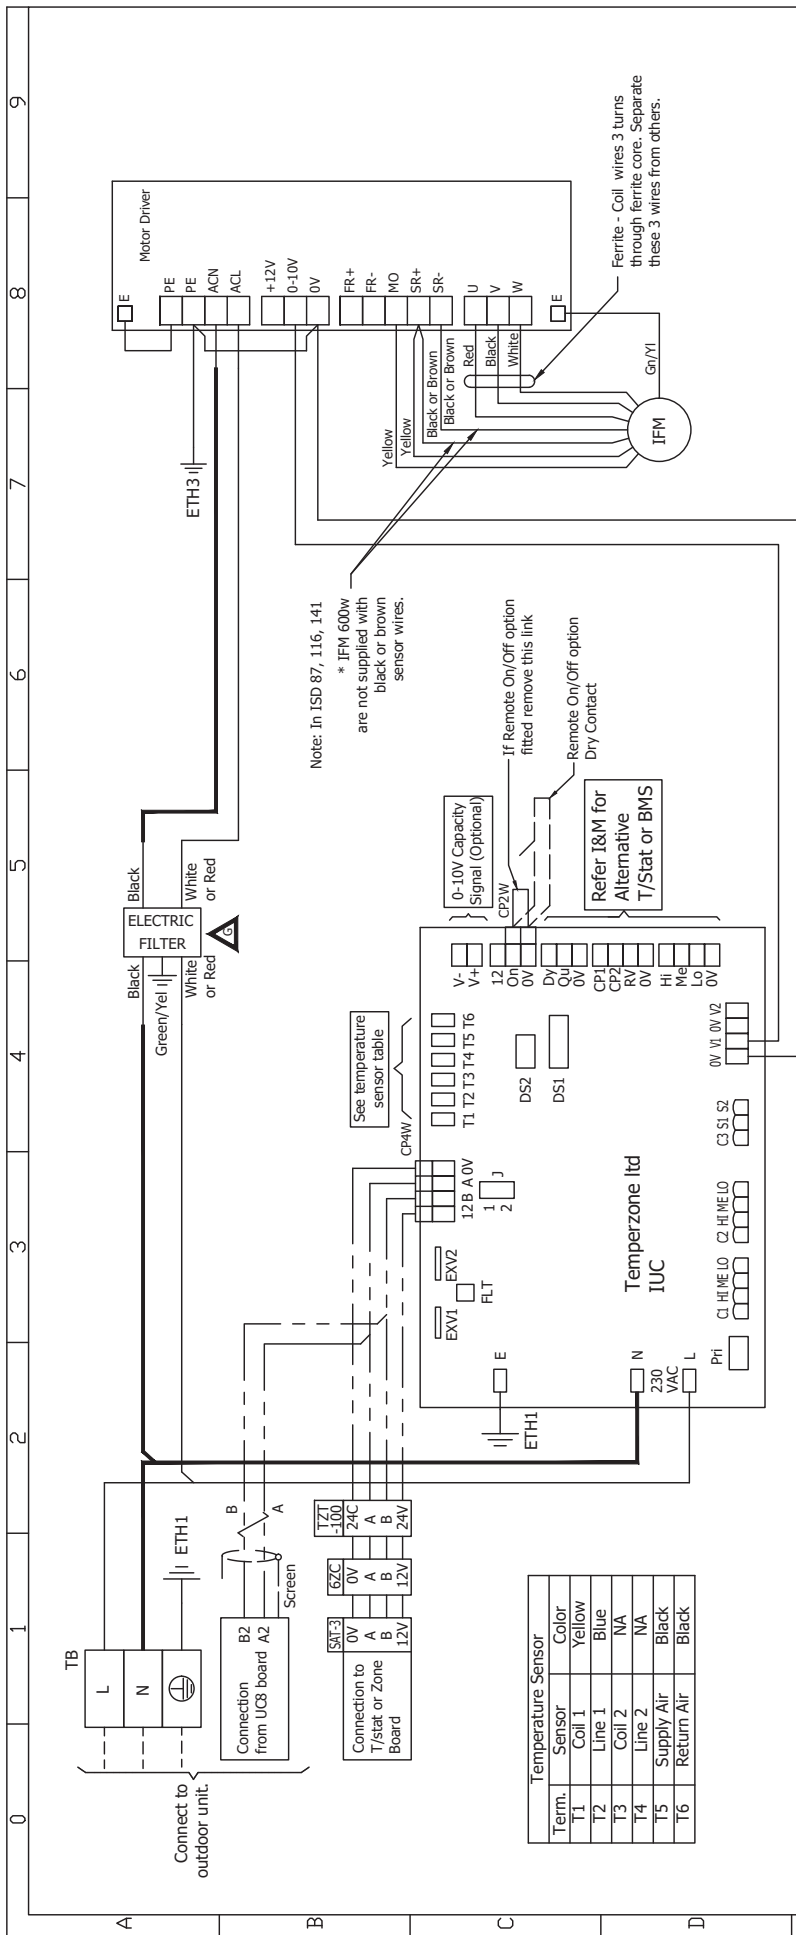 0 1 2 3 4 5 6 7 8 9
A
B
C
D
Connect to
outdoor unit.
TB
L
N
ETH1
Black
Green/Yel
White
or Red
ELECTRIC
FILTER
G
Black
White
or Red
ETH3
Motor Driver
E
PE
PE
ACN
ACL
+12V
0-10V
0V
FR+
FR-
MO
SR+
SR-
U
V
W
E
Yellow
Yellow
Black or Brown
Black or Brown
Red
Black
White
Gn/Yl
IFM
Ferrite - Coil wires 3 turns
through ferrite core. Separate
these 3 wires from others.
Note: In ISD 87, 116, 141
* IFM 600w
are not supplied with
black or brown
sensor wires.
Connection
from UC8 board
B2
A2
Screen
B
A
Connection to
T/stat or Zone
Board
SAT-3
0V
A
B
12V
6ZC
0V
A
B
12V
TZT
-100
24C
A
B
24V
See temperature
sensor table
CP4W
12 B A 0V
T1 T2 T3 T4 T5 T6
1
2
J
EXV1
EXV2
FLT
DS2
DS1
E
ETH1
N
230
VAC
L
Pri
Temperzone ltd
IUC
C1 HI ME LO
C2 HI ME LO
C3 S1 S2
0V V1 0V V2
V-
V+
12
On
0V
Dy
Qu
0V
CP1
CP2
RV
0V
Hi
Me
Lo
0V
0-10V Capacity
Signal (Optional)
CP2W
If Remote On/Off option
fitted remove this link
Remote On/Off option
Dry Contact
Refer I&M for
Alternative
T/Stat or BMS
Temperature Sensor
Term. Sensor Color
T1 Coil 1 Yellow
T2 Line 1 Blue
T3 Coil 2 NA
T4 Line 2 NA
T5 Supply Air Black
T6 Return Air Black